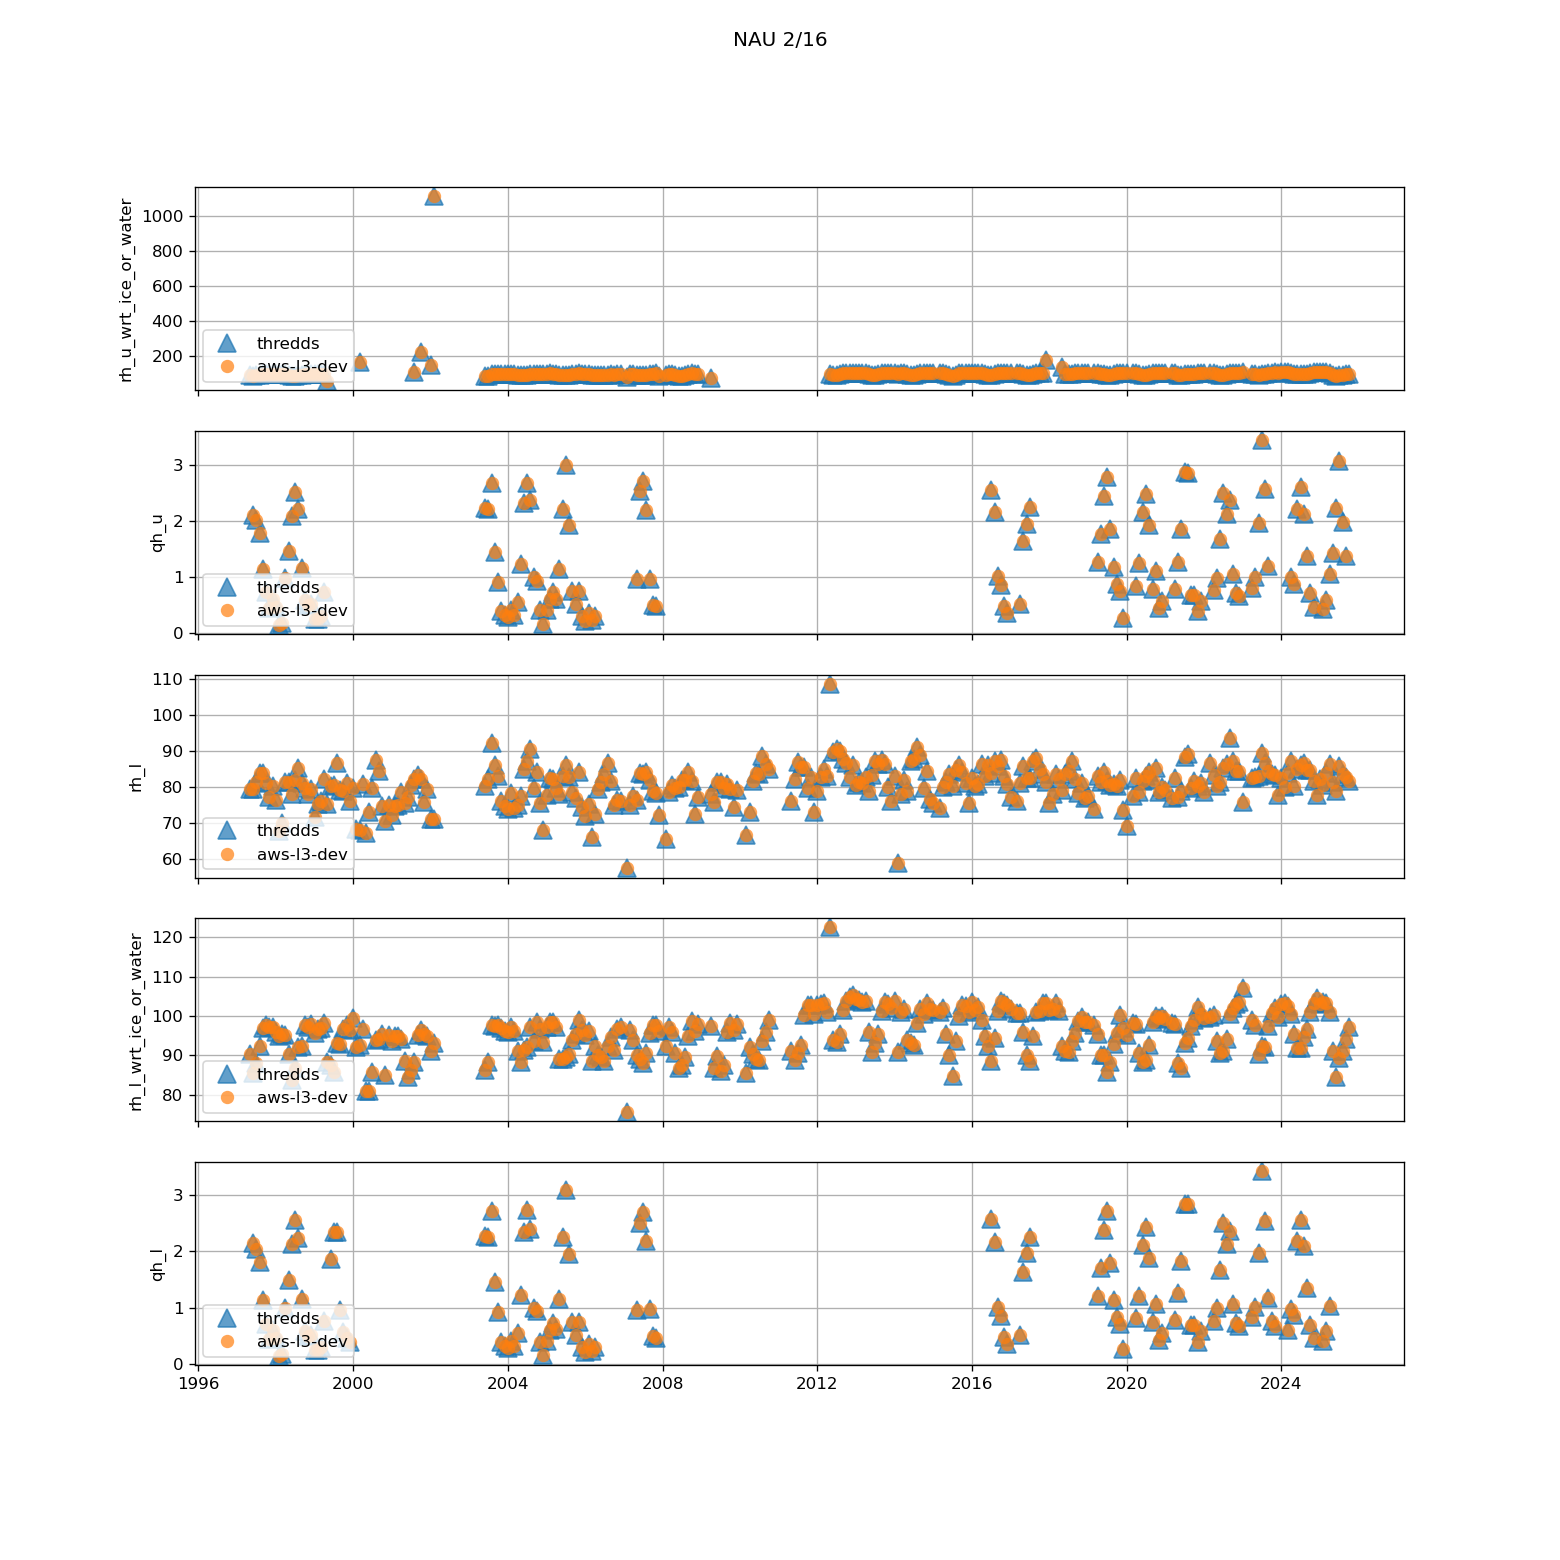 NAU 2/16
rh_u_wrt_ice_or_water
1000
800
600
400
200
thredds
aws-l3-dev
qh_u
3
2
1
0
thredds
aws-l3-dev
rh_l
110
100
90
80
70
60
thredds
aws-l3-dev
rh_l_wrt_ice_or_water
120
110
100
90
80
thredds
aws-l3-dev
qh_l
3
2
1
0
thredds
aws-l3-dev
1996 2000 2004 2008 2012 2016 2020 2024